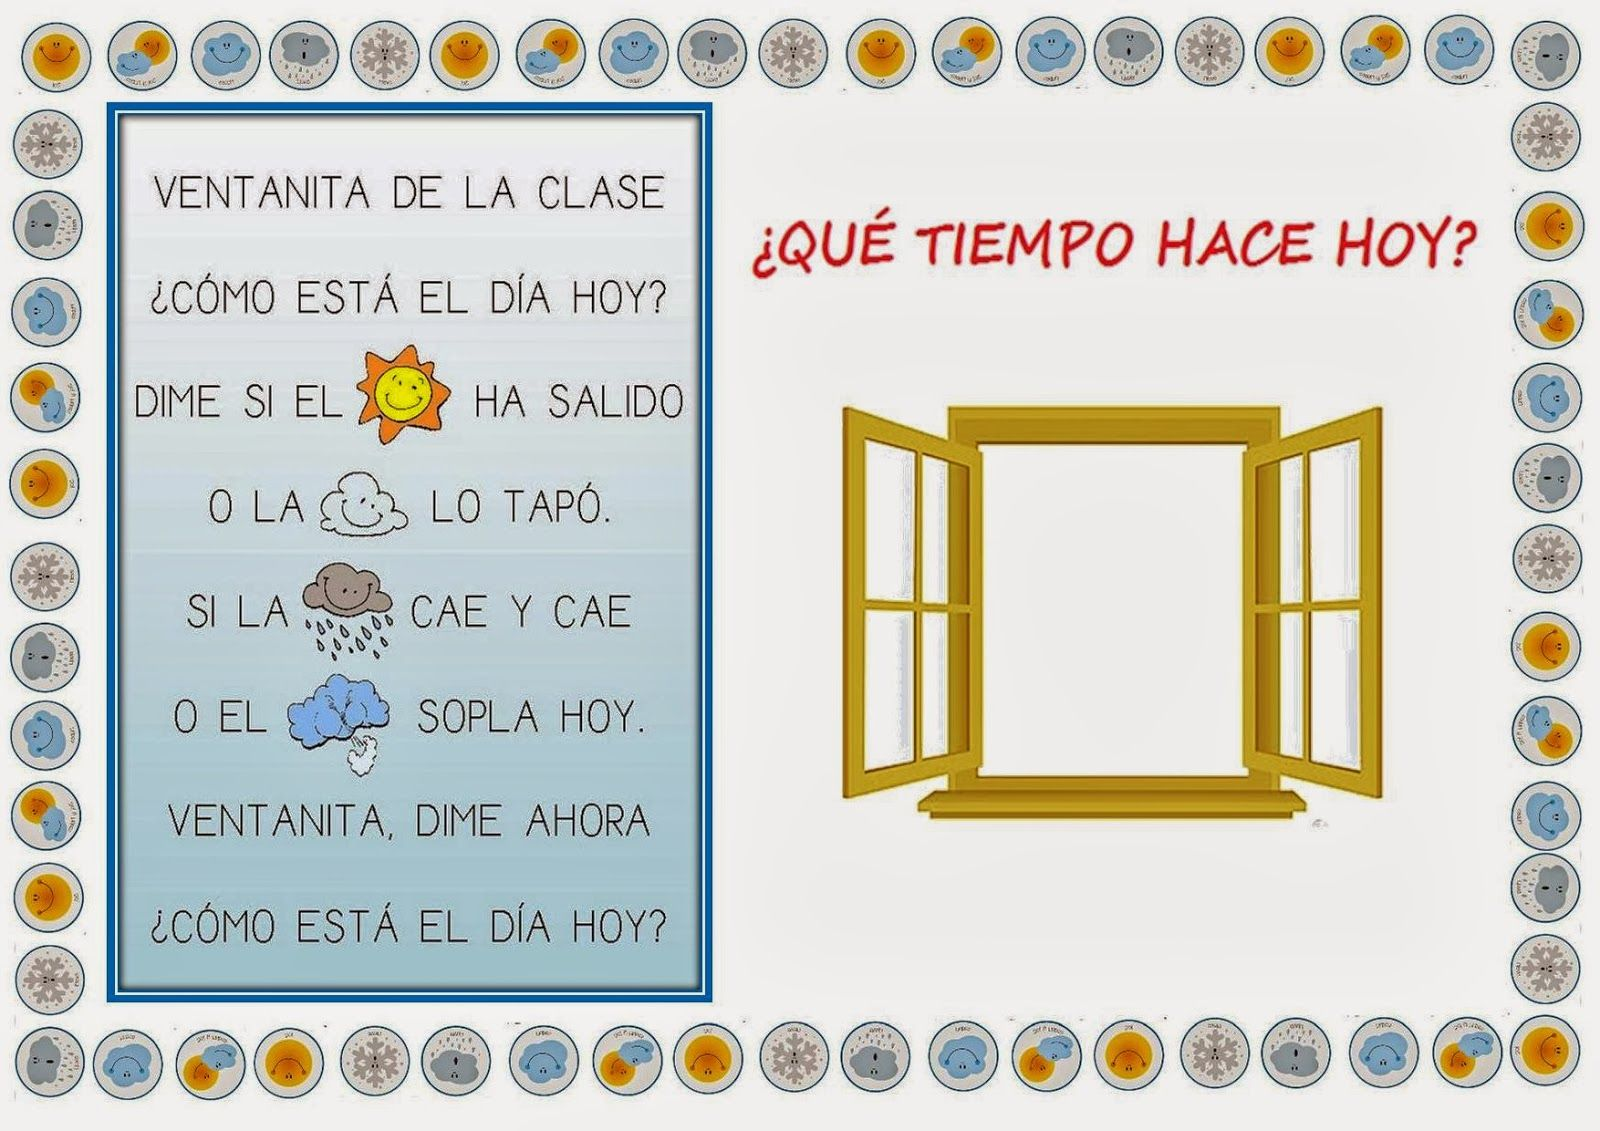 VENTANITA DE LA CLASE
¿CÓMO ESTÁ EL DÍA HOY?
DIME SI EL HA SALIDO
O LA LO TAPÓ.
SI LA CAE Y CAE
O EL SOPLA HOY.
VENTANITA, DIME AHORA
¿CÓMO ESTÁ EL DÍA HOY?
¿QUÉ TIEMPO HACE HOY?